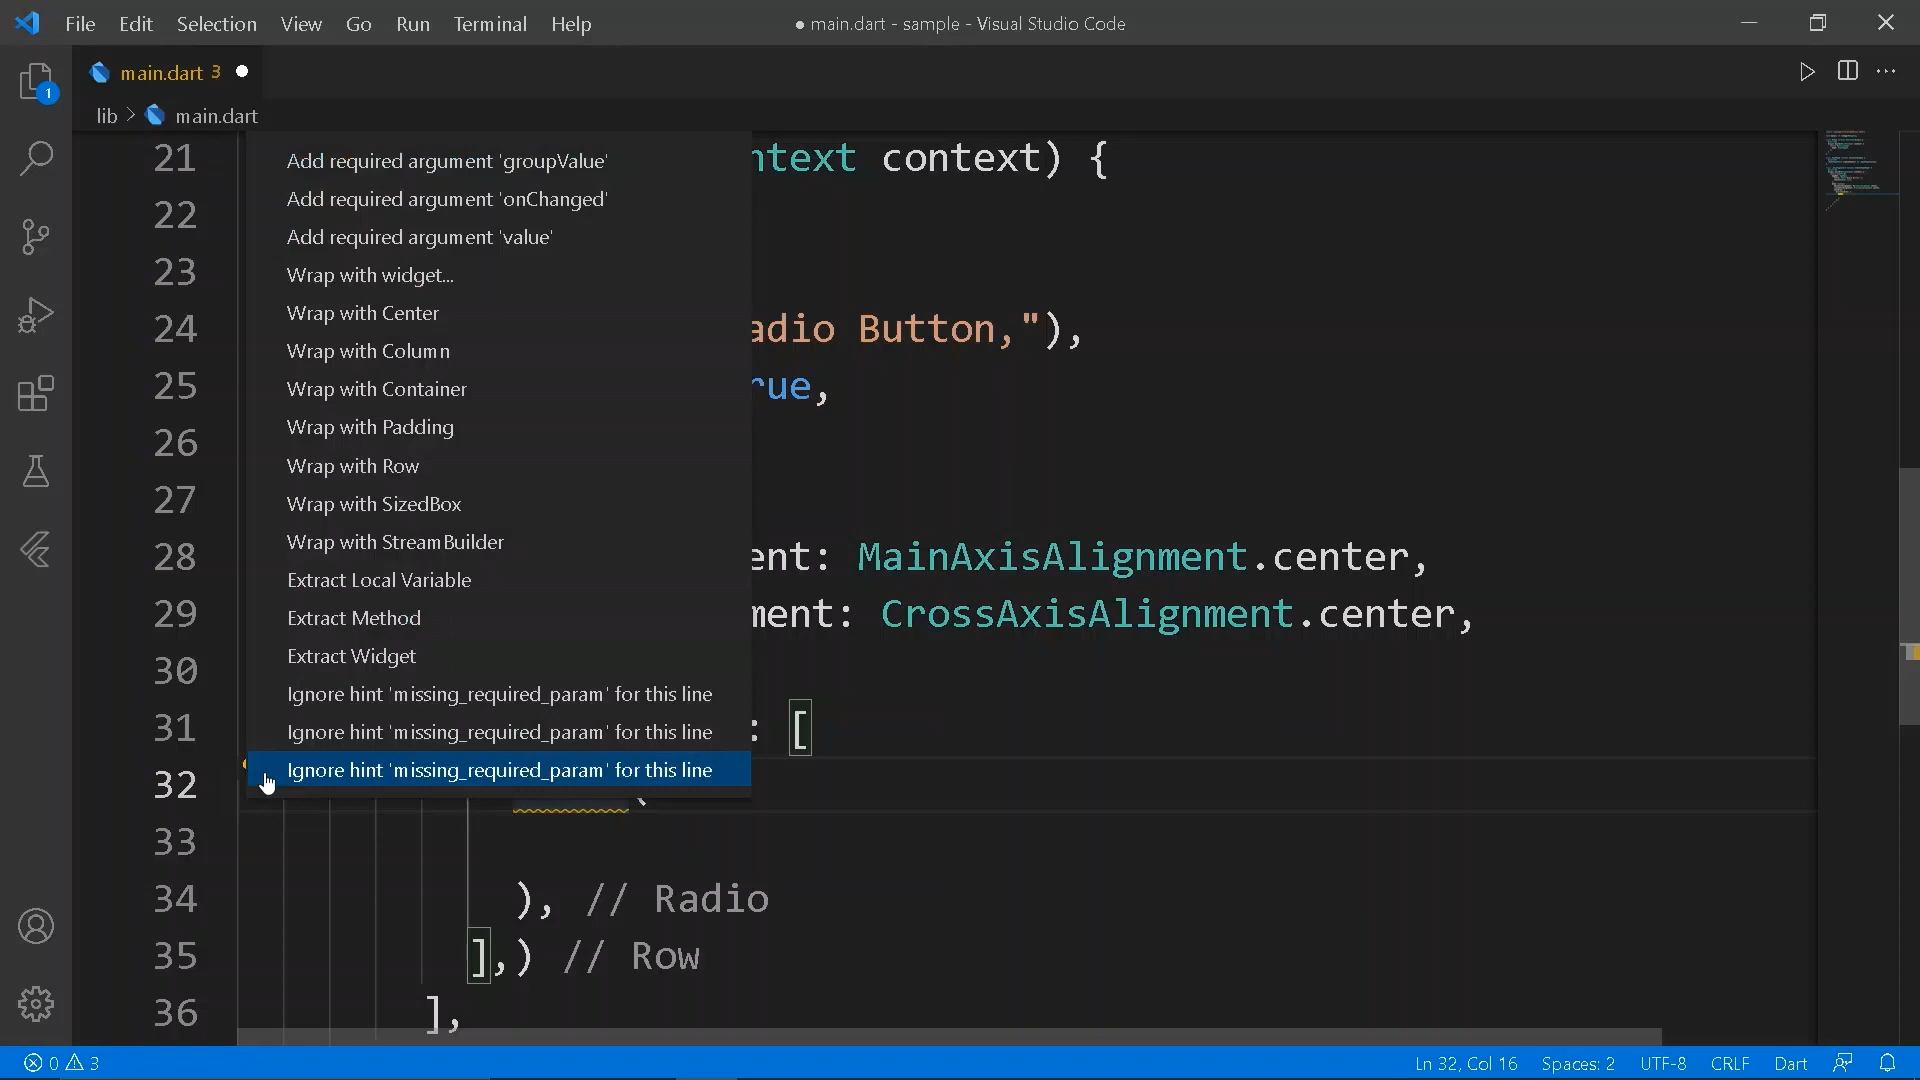 File Edit Selection View Go Run Terminal Help
● main.dart - sample - Visual Studio Code
1
main.dart 3
lib > main.dart
Add required argument 'groupValue'
Add required argument 'onChanged'
Add required argument 'value'
Wrap with widget...
Wrap with Center
Wrap with Column
Wrap with Container
Wrap with Padding
Wrap with Row
Wrap with SizedBox
Wrap with StreamBuilder
Extract Local Variable
Extract Method
Extract Widget
Ignore hint 'missing_required_param' for this line
Ignore hint 'missing_required_param' for this line
Ignore hint 'missing_required_param' for this line
21 ntext context) {
22
23
24 adio Button,"),
25 rue,
26
27
28 ent: MainAxisAlignment.center,
29 ment: CrossAxisAlignment.center,
30
31 : [
32 (
33
34 ), // Radio
35 ],) // Row
36 ],
0 3
Ln 32, Col 16 Spaces: 2 UTF-8 CRLF Dart